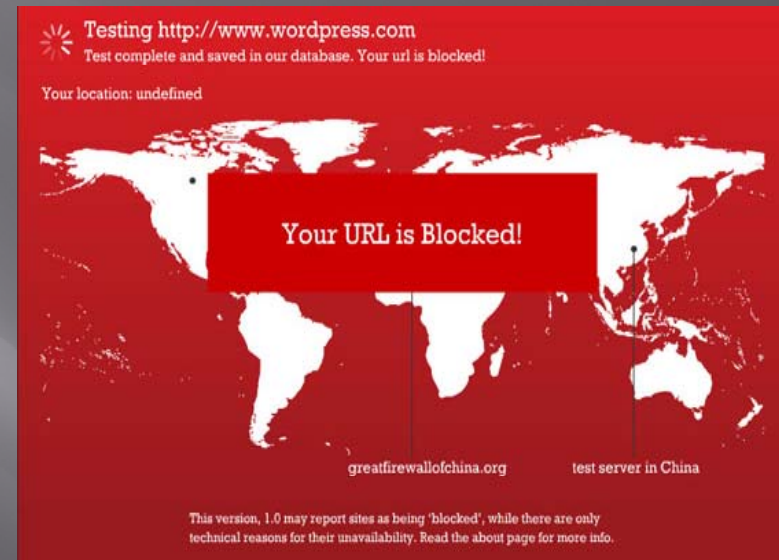 Testing http://www.wordpress.com
Test complete and saved in our database. Your url is blocked!
Your location: undefined
Your URL is Blocked!
greatfirewallofchina.org
test server in China
This version, 1.0 may report sites as being 'blocked', while there are only
technical reasons for their unavailability. Read the about page for more info.